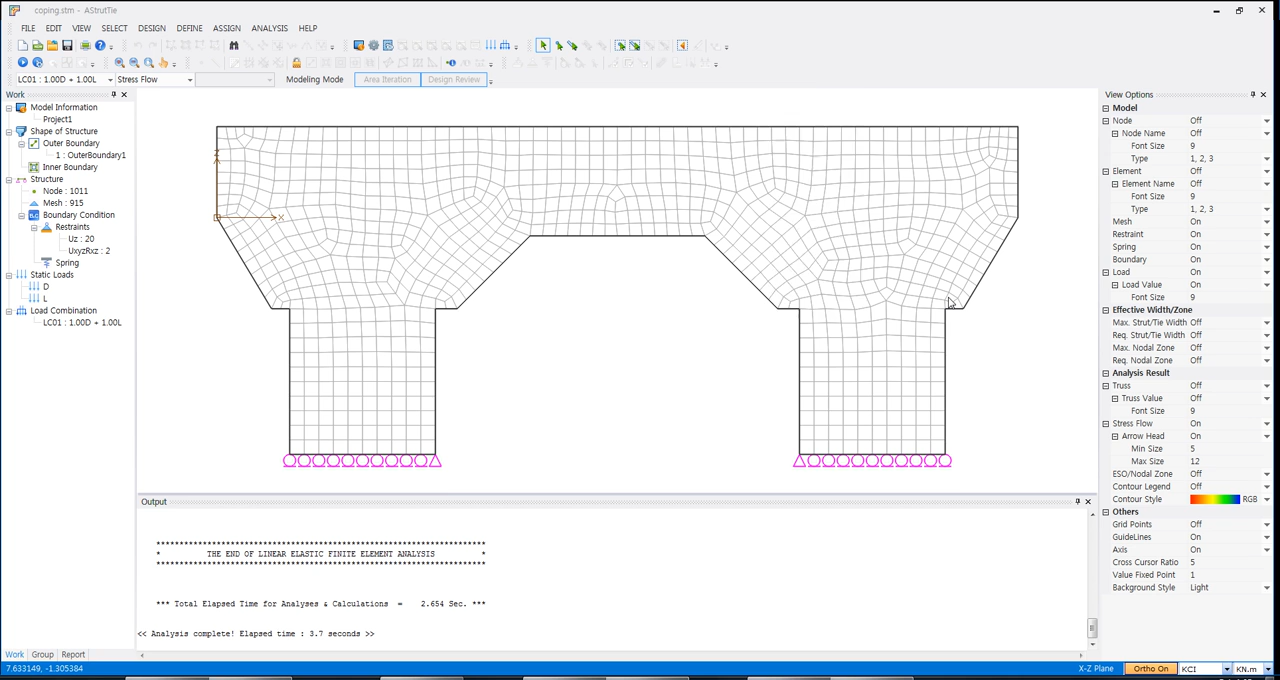 coping.stm - AStrutTie
FILE EDIT VIEW SELECT DESIGN DEFINE ASSIGN ANALYSIS HELP
LC01 : 1.00D + 1.00L Stress Flow Modeling Mode Area Iteration Design Review
Work
Model Information
Project1
Shape of Structure
Outer Boundary
1 : OuterBoundary1
Inner Boundary
Structure
Node : 1011
Mesh : 915
Boundary Condition
Restraints
Uz : 20
UxyzRxz : 2
Spring
Static Loads
D
L
Load Combination
LC01 : 1.00D + 1.00L
Work Group Report
Z
X
Output
THE END OF LINEAR ELASTIC FINITE ELEMENT ANALYSIS
*** Total Elapsed Time for Analyses & Calculations = 2.654 Sec. ***
<< Analysis complete! Elapsed time : 3.7 seconds >>
View Options
Model
Node Off
Node Name Off
Font Size 9
Type 1, 2, 3
Element Off
Element Name Off
Font Size 9
Type 1, 2, 3
Mesh On
Restraint On
Spring On
Boundary On
Load On
Load Value On
Font Size 9
Effective Width/Zone
Max. Strut/Tie Width Off
Req. Strut/Tie Width Off
Max. Nodal Zone Off
Req. Nodal Zone Off
Analysis Result
Truss Off
Truss Value Off
Font Size 9
Stress Flow On
Arrow Head On
Min Size 5
Max Size 12
ESO/Nodal Zone Off
Contour Legend Off
Contour Style RGB
Others
Grid Points Off
GuideLines On
Axis On
Cross Cursor Ratio 5
Value Fixed Point 1
Background Style Light
7.633149, -1.305384 X-Z Plane Ortho On KCI KN.m